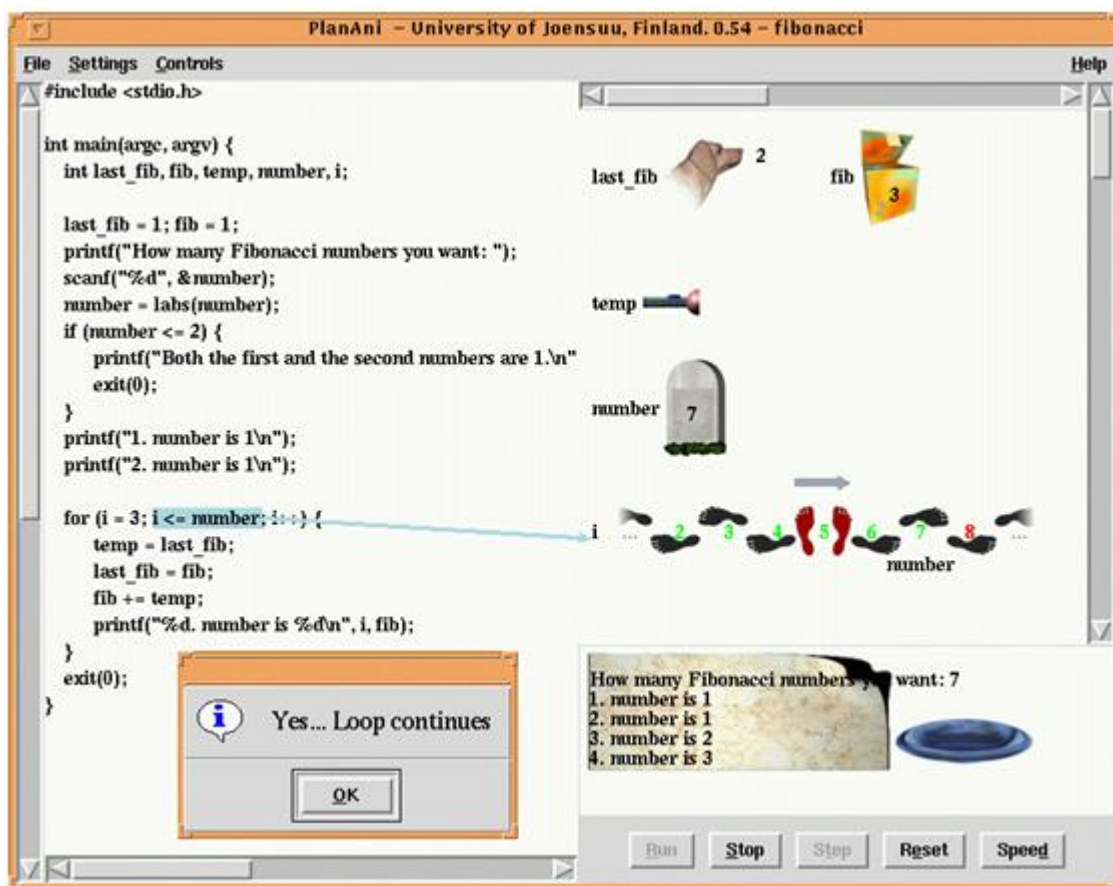 PlanAni – University of Joensuu, Finland. 0.54 – fibonacci
File Settings Controls Help
#include <stdio.h>
int main(argc, argv) {
int last_fib, fib, temp, number, i;
last_fib = 1; fib = 1;
printf("How many Fibonacci numbers you want: ");
scanf("%d", &number);
number = labs(number);
if (number <= 2) {
printf("Both the first and the second numbers are 1.\n"
exit(0);
}
printf("1. number is 1\n");
printf("2. number is 1\n");
for (i = 3; i <= number; i++) {
temp = last_fib;
last_fib = fib;
fib += temp;
printf("%d. number is %d\n", i, fib);
}
exit(0);
}
Yes... Loop continues
OK
last_fib 2 fib 3
temp
number 7
i ... 2 3 4 5 6 7 8 ...
number
How many Fibonacci numbers you want: 7
1. number is 1
2. number is 1
3. number is 2
4. number is 3
Run Stop Step Reset Speed